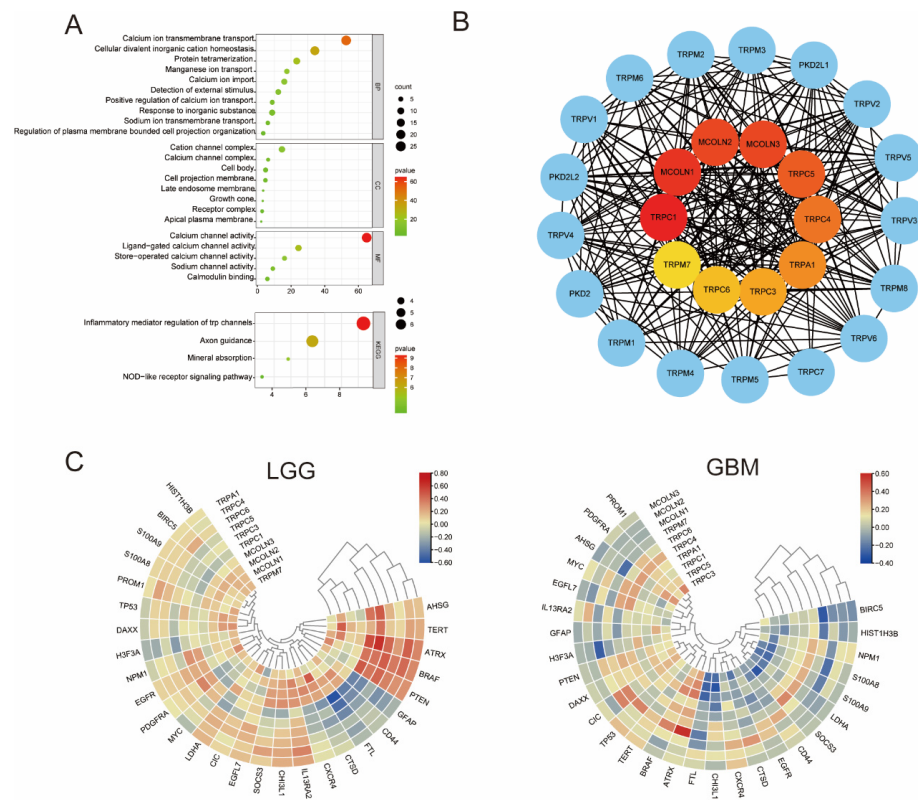 A
Calcium ion transmembrane transport
Cellular divalent inorganic cation homeostasis
Protein tetramerization
Manganese ion transport
Calcium ion import
Detection of external stimulus
Positive regulation of calcium ion transport
Response to inorganic substance
Sodium ion transmembrane transport
Regulation of plasma membrane bounded cell projection organization
BP
Cation channel complex
Calcium channel complex
Cell body
Cell projection membrane
Late endosome membrane
Growth cone
Receptor complex
Apical plasma membrane
CC
Calcium channel activity
Ligand-gated calcium channel activity
Store-operated calcium channel activity
Sodium channel activity
Calmodulin binding
MF
0 20 40 60
count
5
10
15
20
25
pvalue
60
40
20
Inflammatory mediator regulation of trp channels
Axon guidance
Mineral absorption
NOD-like receptor signaling pathway
KEGG
4 6 8
4
5
6
pvalue
9
8
7
6
B
TRPM3
TRPM2
PKD2L1
TRPM6
TRPV2
TRPV1
TRPV5
PKD2L2
TRPV3
TRPV4
TRPM8
PKD2
TRPV6
TRPM1
TRPC7
TRPM4
TRPM5
MCOLN2
MCOLN3
MCOLN1
TRPC5
TRPC1
TRPC4
TRPM7
TRPA1
TRPC6
TRPC3
C
LGG
0.80
0.60
0.40
0.20
0.00
-0.20
-0.40
-0.60
TRPA1
TRPC4
TRPC6
TRPC5
TRPC3
TRPC1
MCOLN3
MCOLN2
MCOLN1
TRPM7
HIST1H3B
BIRC5
S100A9
S100A8
PROM1
TP53
DAXX
H3F3A
NPM1
EGFR
PDGFRA
MYC
LDHA
CIC
EGFL7
SOCS3
CHI3L1
IL13RA2
CXCR4
CTSD
FTL
CD44
GFAP
PTEN
BRAF
ATRX
TERT
AHSG
GBM
0.60
0.40
0.20
0.00
-0.20
-0.40
MCOLN3
MCOLN2
MCOLN1
TRPM7
TRPC6
TRPC4
TRPA1
TRPC1
TRPC5
TRPC3
PROM1
PDGFRA
AHSG
MYC
EGFL7
IL13RA2
GFAP
H3F3A
PTEN
DAXX
CIC
TP53
TERT
BRAF
ATRX
FTL
CHI3L1
CXCR4
CTSD
EGFR
CD44
SOCS3
LDHA
S100A9
S100A8
NPM1
HIST1H3B
BIRC5